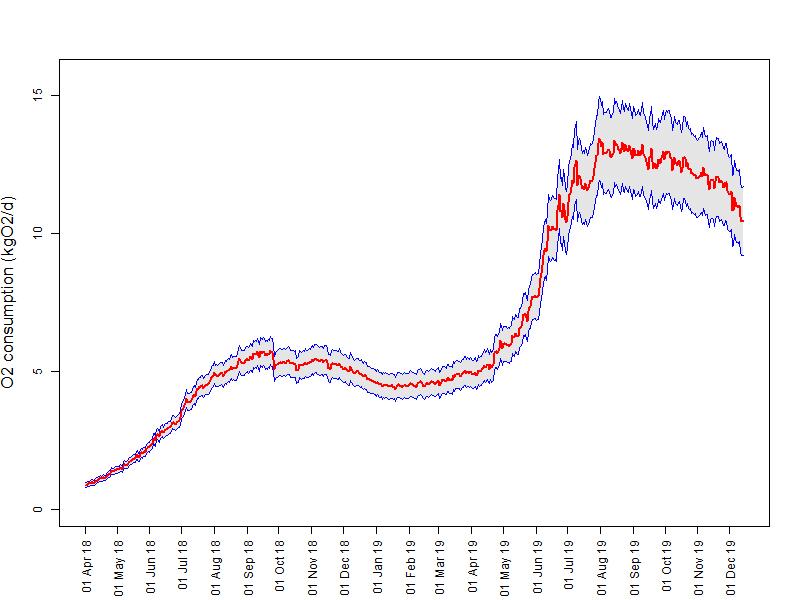 O2 consumption (kgO2/d)
15
10
5
0
01 Apr 18
01 May 18
01 Jun 18
01 Jul 18
01 Aug 18
01 Sep 18
01 Oct 18
01 Nov 18
01 Dec 18
01 Jan 19
01 Feb 19
01 Mar 19
01 Apr 19
01 May 19
01 Jun 19
01 Jul 19
01 Aug 19
01 Sep 19
01 Oct 19
01 Nov 19
01 Dec 19